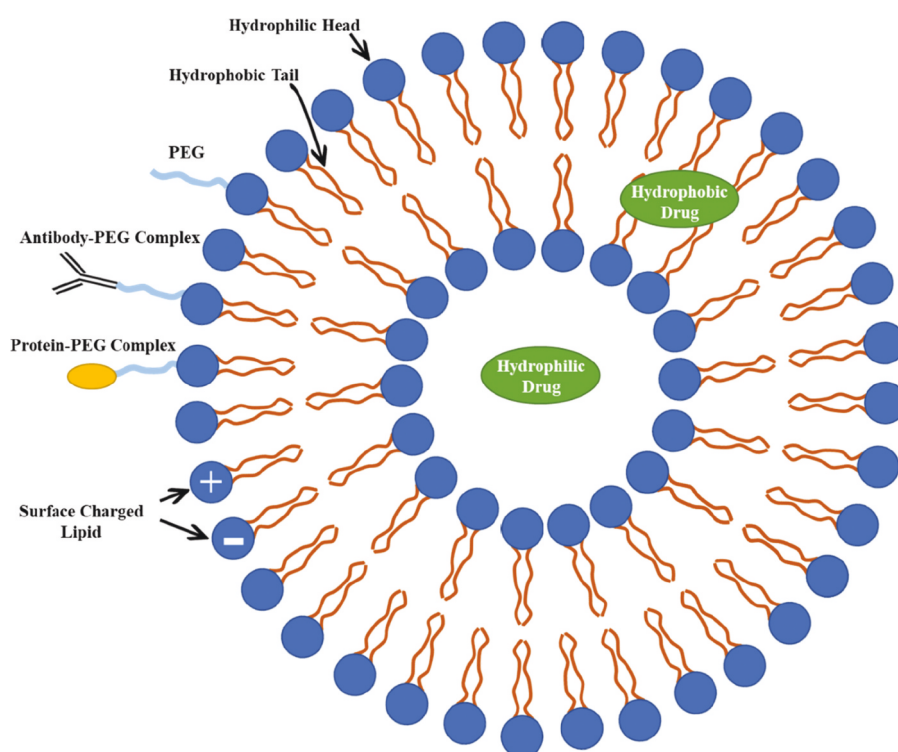 Hydrophilic Head
Hydrophobic Tail
PEG
Antibody-PEG Complex
Protein-PEG Complex
Surface Charged
Lipid
+
-
Hydrophobic
Drug
Hydrophilic
Drug